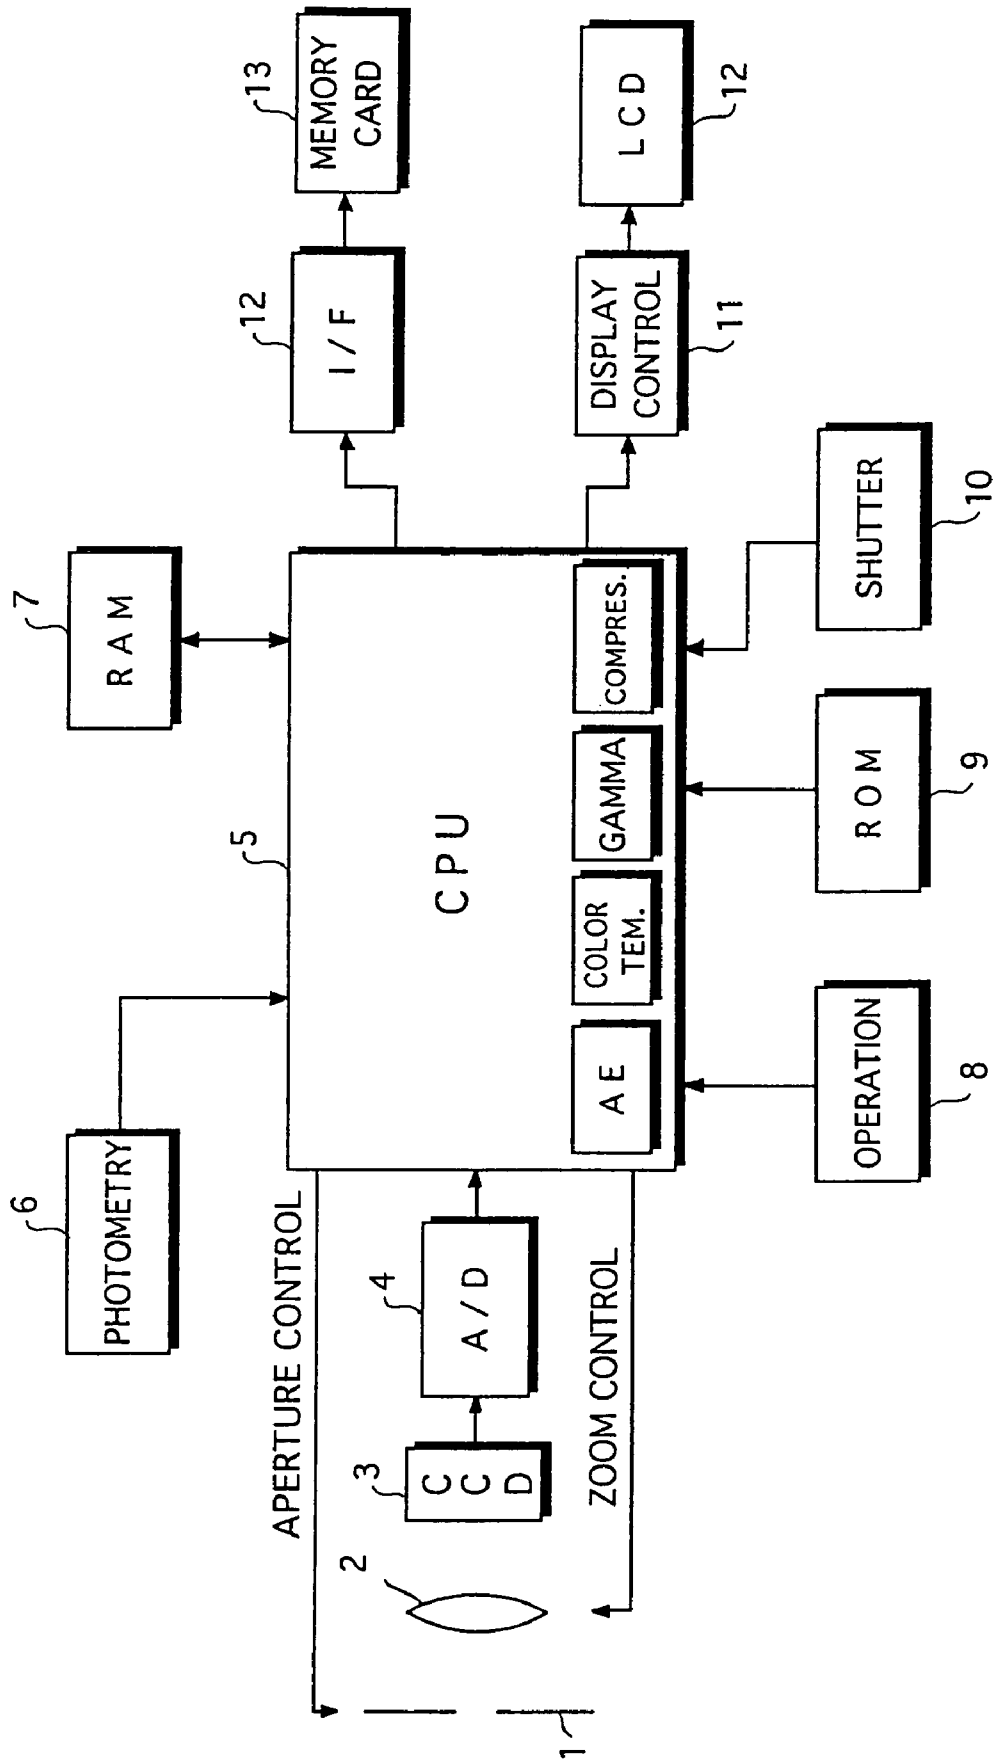 6
PHOTOMETRY
7
RAM
APERTURE CONTROL
5
CPU
12
I/F
13
MEMORY
CARD
1
2
3
CCD
4
A/D
ZOOM CONTROL
AE
COLOR
TEM.
GAMMA
COMPRES.
DISPLAY
CONTROL
11
LCD
12
OPERATION
8
ROM
9
SHUTTER
10